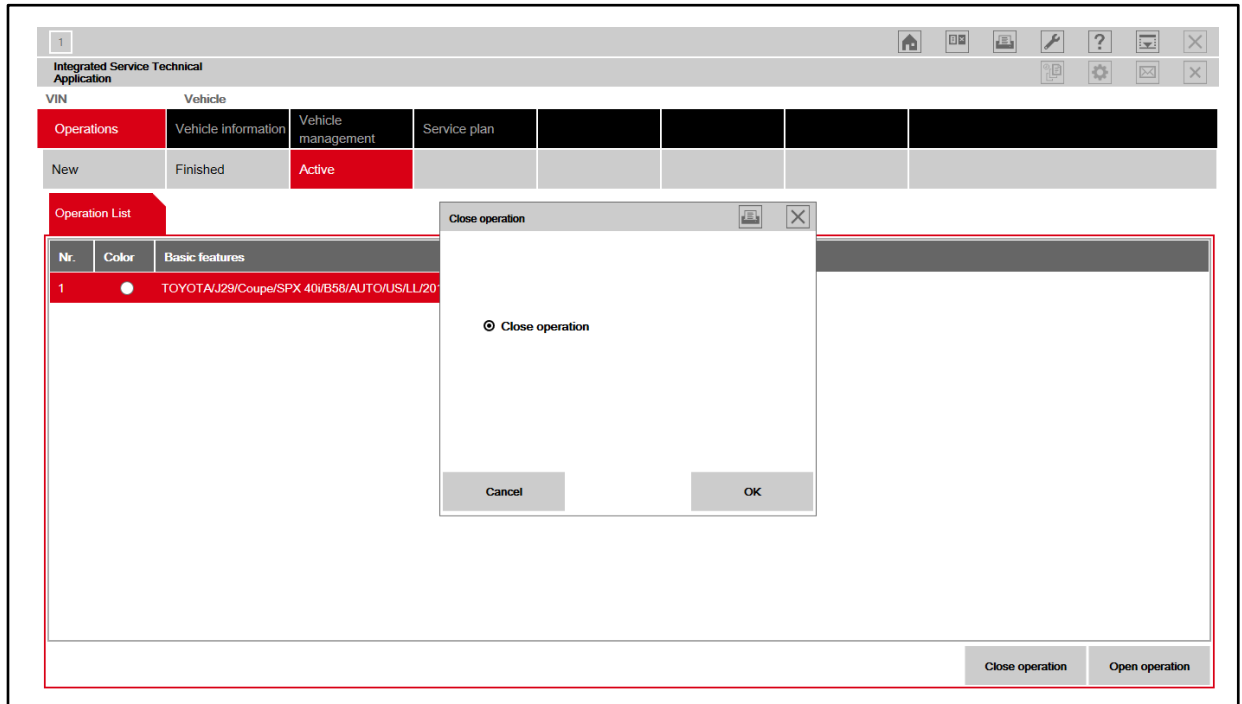 1
?
Integrated Service Technical
Application
VIN Vehicle
Operations Vehicle information Vehicle management Service plan
New Finished Active
Operation List
Close operation
Nr. Color Basic features
1 TOYOTA/J29/Coupe/SPX 40i/B58/AUTO/US/LL/201
Close operation
Cancel OK
Close operation Open operation